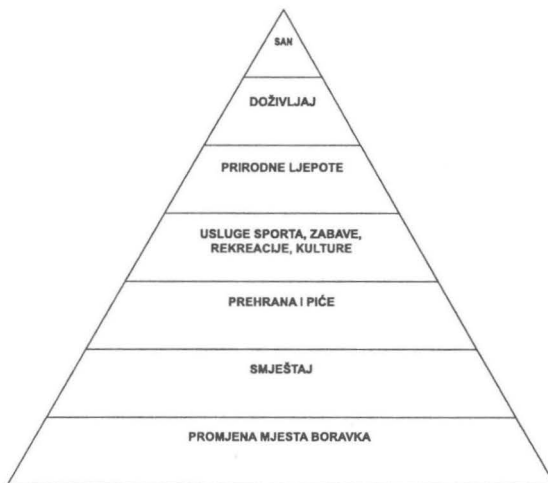 SAN
DOŽIVLJAJ
PRIRODNE LJEPOTE
USLUGE SPORTA, ZABAVE,
REKREACIJE, KULTURE
PREHRANA I PIĆE
SMJEŠTAJ
PROMJENA MJESTA BORAVKA